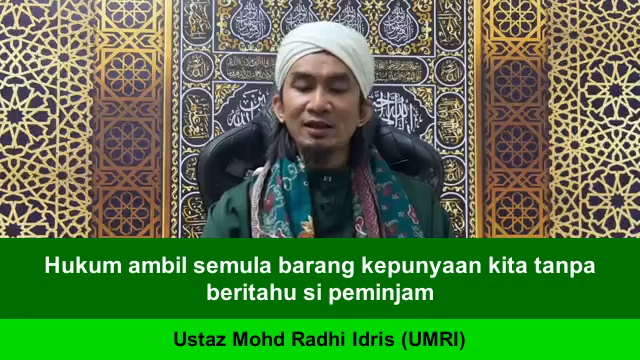 Hukum ambil semula barang kepunyaan kita tanpa
beritahu si peminjam
Ustaz Mohd Radhi Idris (UMRI)